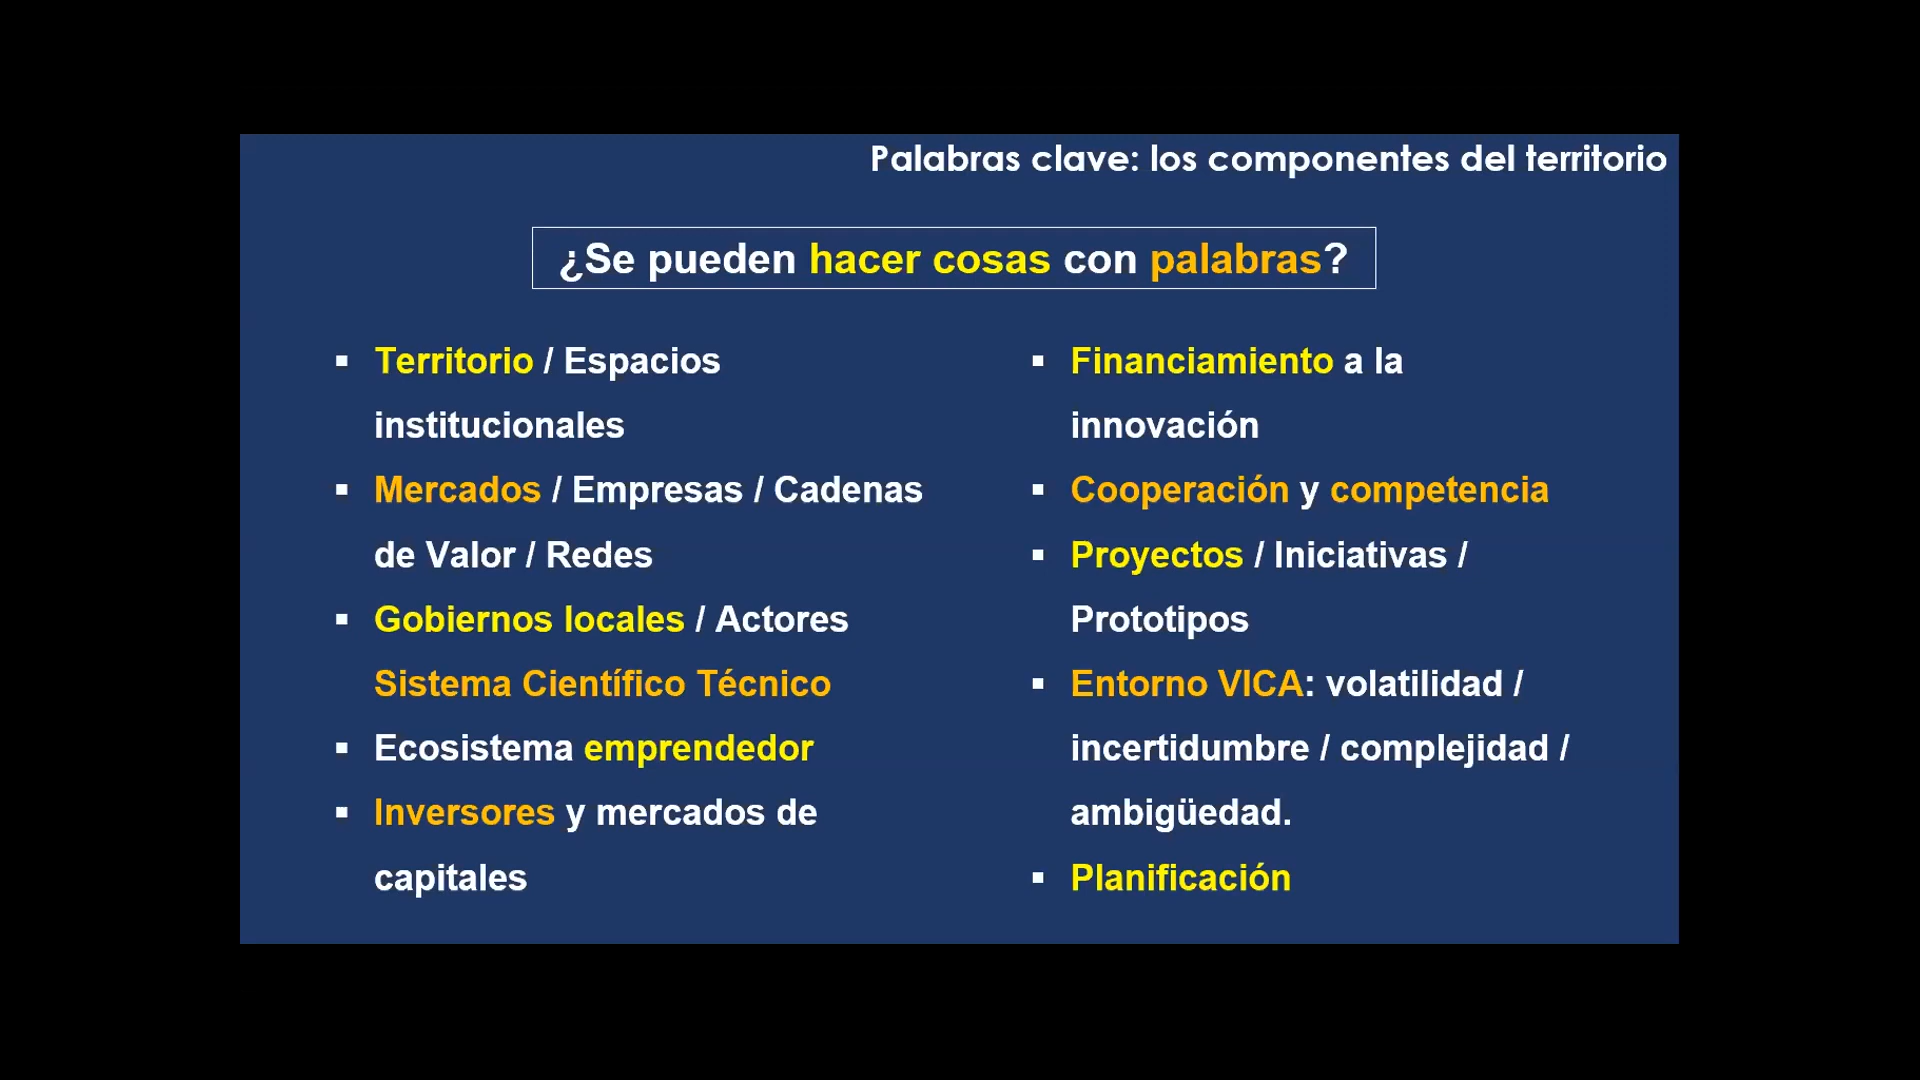 Palabras clave: los componentes del territorio
¿Se pueden hacer cosas con palabras?
▪ Territorio / Espacios
institucionales
▪ Mercados / Empresas / Cadenas
de Valor / Redes
▪ Gobiernos locales / Actores
Sistema Científico Técnico
▪ Ecosistema emprendedor
▪ Inversores y mercados de
capitales
▪ Financiamiento a la
innovación
▪ Cooperación y competencia
▪ Proyectos / Iniciativas /
Prototipos
▪ Entorno VICA: volatilidad /
incertidumbre / complejidad /
ambigüedad.
▪ Planificación